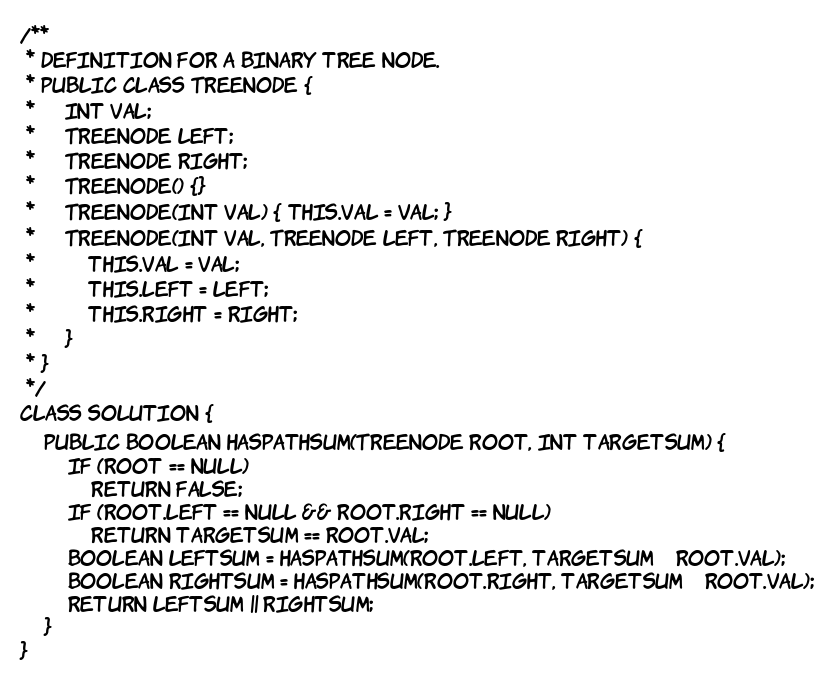 /**
 * DEFINITION FOR A BINARY TREE NODE.
 * PUBLIC CLASS TREENODE {
 *   INT VAL;
 *   TREENODE LEFT;
 *   TREENODE RIGHT;
 *   TREENODE() {}
 *   TREENODE(INT VAL) { THIS.VAL = VAL; }
 *   TREENODE(INT VAL, TREENODE LEFT, TREENODE RIGHT) {
 *     THIS.VAL = VAL;
 *     THIS.LEFT = LEFT;
 *     THIS.RIGHT = RIGHT;
 *   }
 * }
 */
CLASS SOLUTION {
  PUBLIC BOOLEAN HASPATHSUM(TREENODE ROOT, INT TARGETSUM) {
    IF (ROOT == NULL)
      RETURN FALSE;
    IF (ROOT.LEFT == NULL && ROOT.RIGHT == NULL)
      RETURN TARGETSUM == ROOT.VAL;
    BOOLEAN LEFTSUM = HASPATHSUM(ROOT.LEFT, TARGETSUM   ROOT.VAL);
    BOOLEAN RIGHTSUM = HASPATHSUM(ROOT.RIGHT, TARGETSUM   ROOT.VAL);
    RETURN LEFTSUM || RIGHTSUM;
  }
}